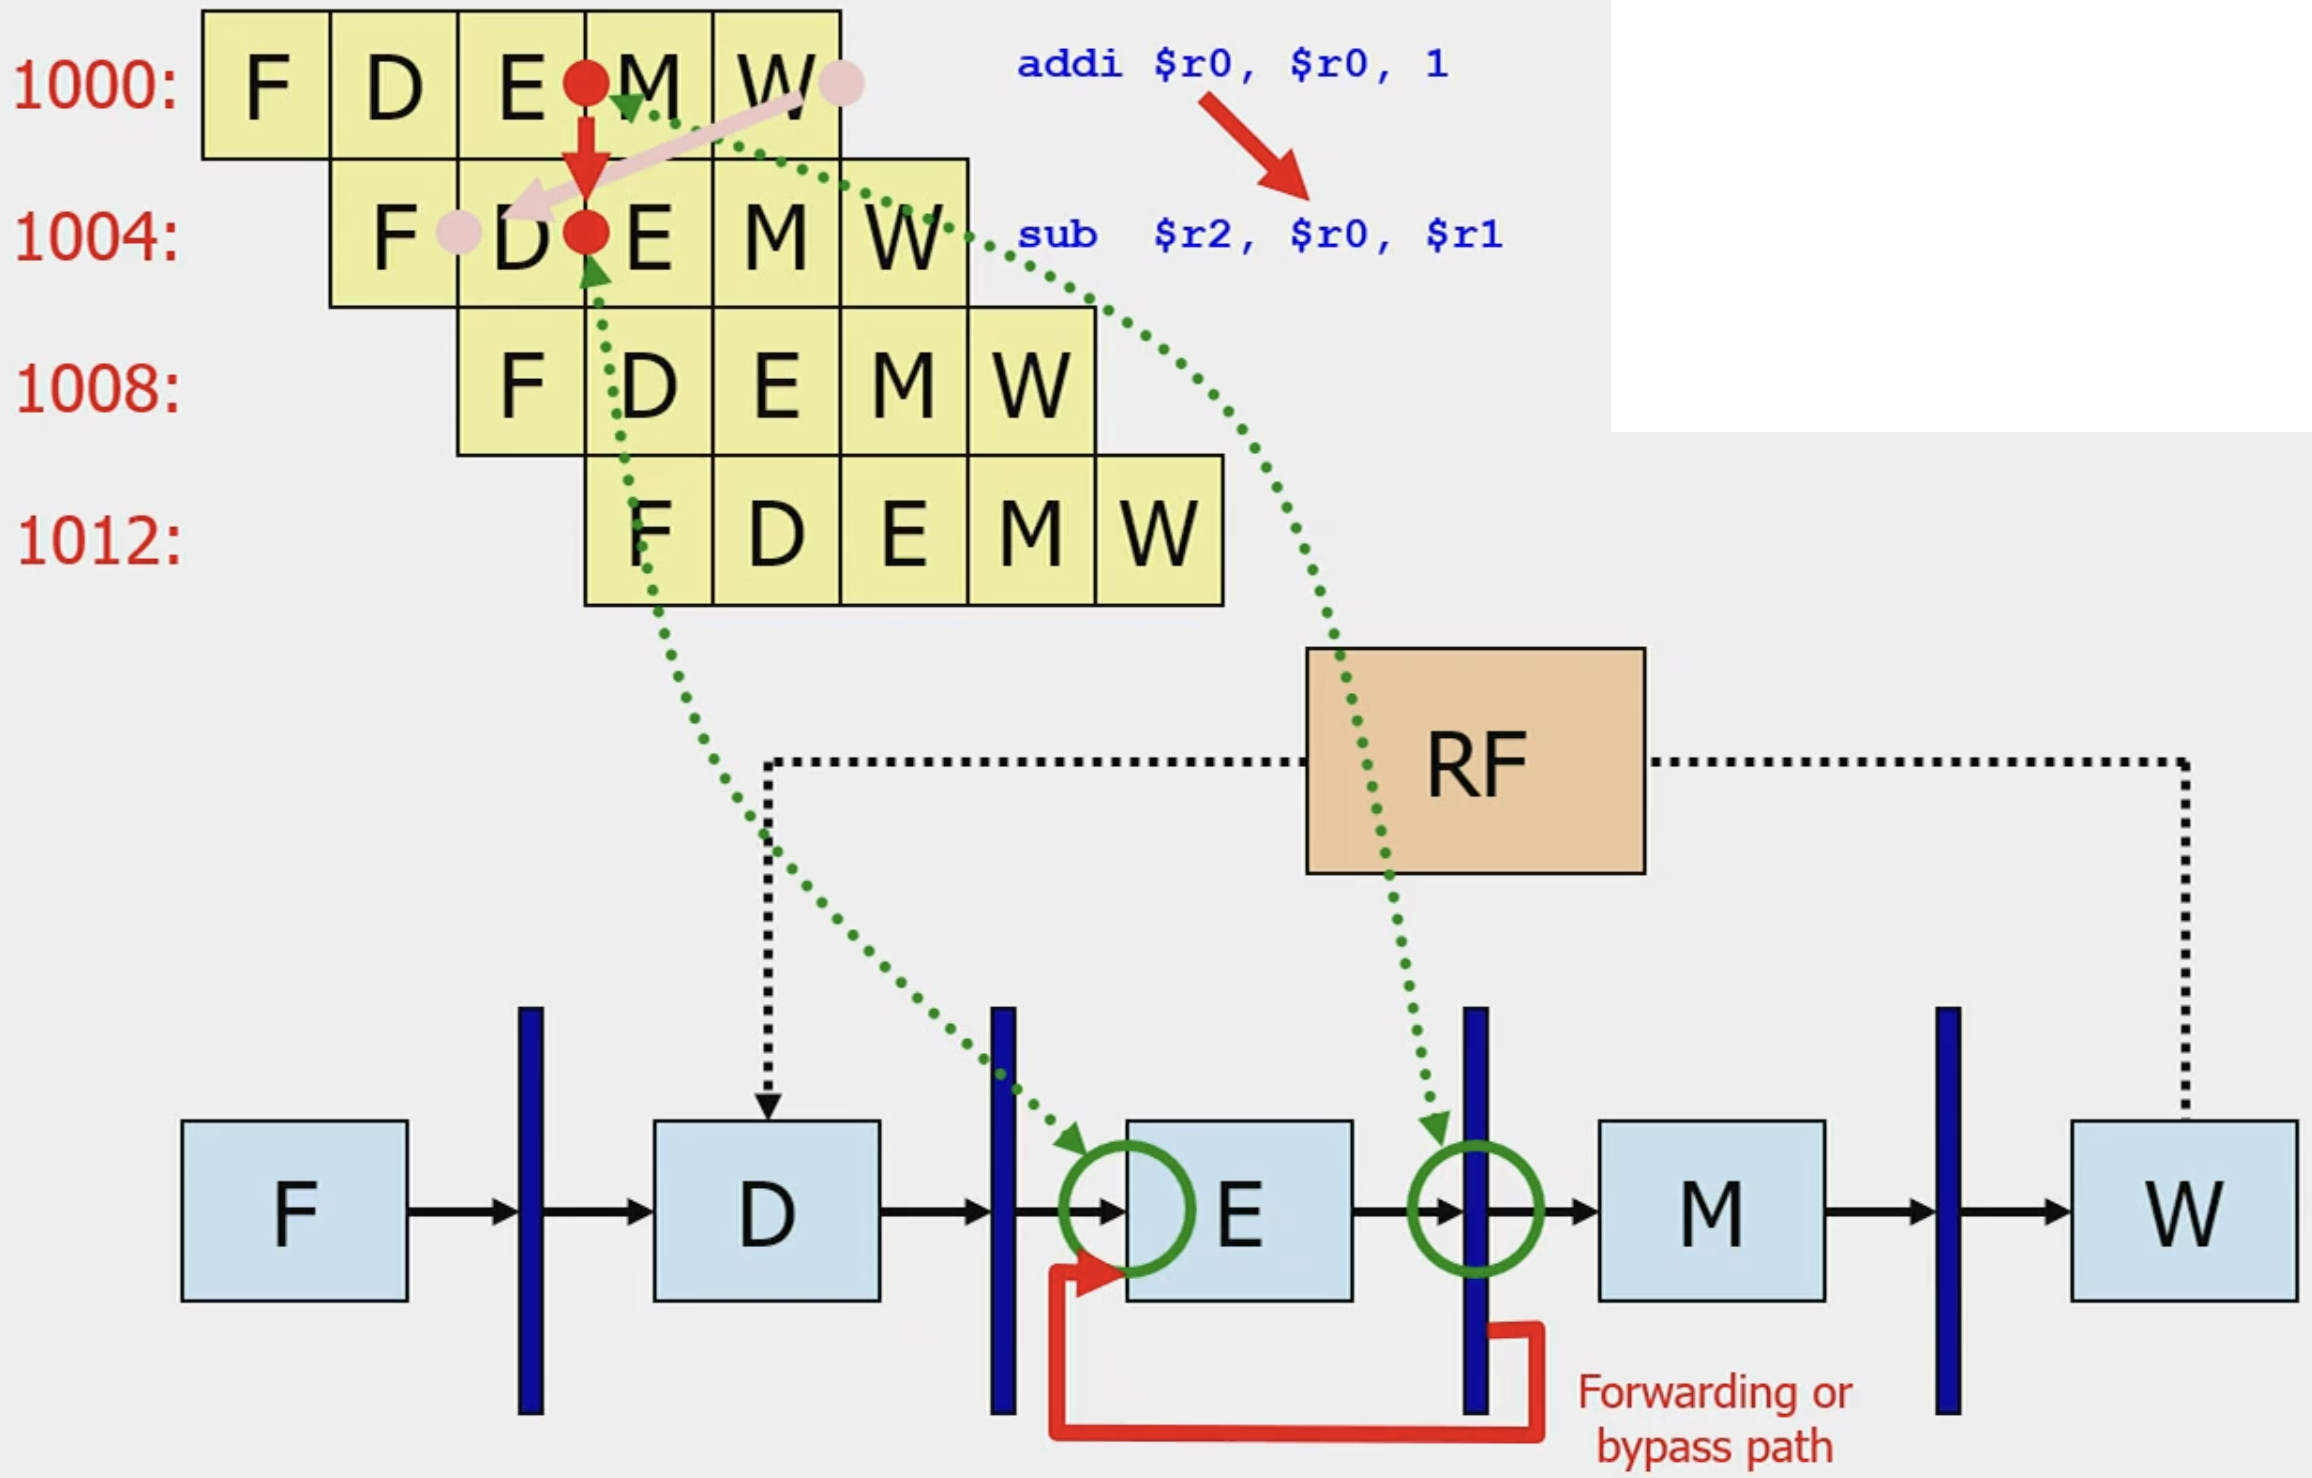 1000: F D E M W addi $r0, $r0, 1
1004: F D E M W sub $r2, $r0, $r1
1008: F D E M W
1012: F D E M W
RF
F D E M W
Forwarding or
bypass path